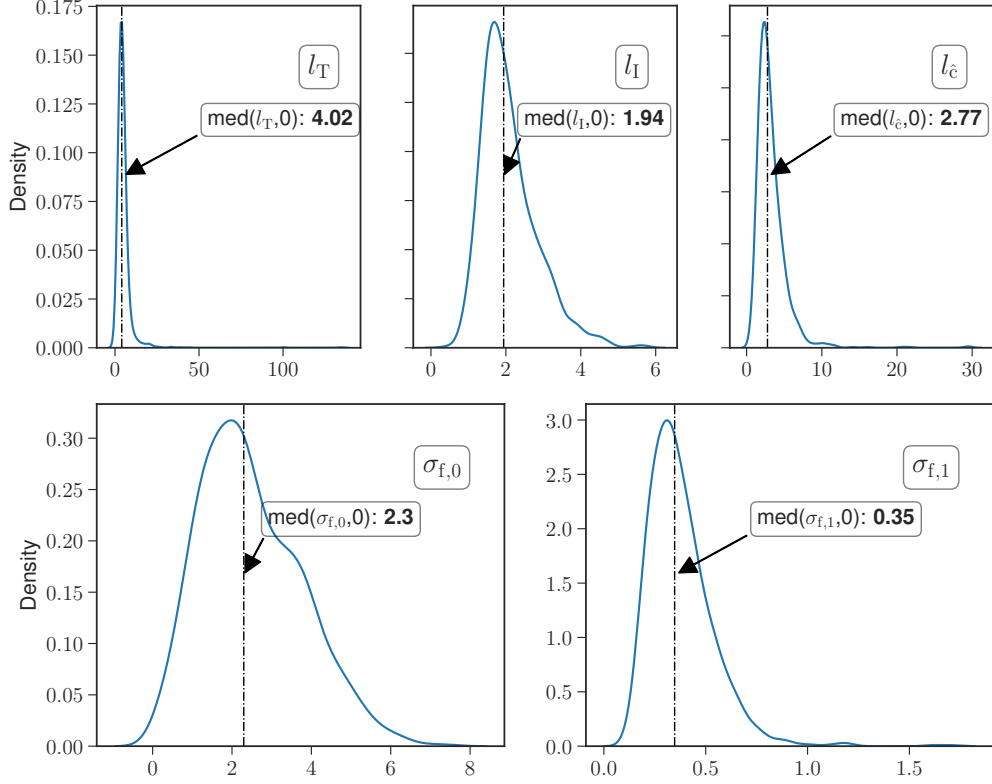 0.175
0.150
0.125
0.100
0.075
0.050
0.025
0.000
Density
l_T
med(l_T,0): 4.02
0 50 100
l_I
med(l_I,0): 1.94
0 2 4 6
l_ĉ
med(l_ĉ,0): 2.77
0 10 20 30
0.30
0.25
0.20
0.15
0.10
0.05
0.00
Density
σ_f,0
med(σ_f,0,0): 2.3
0 2 4 6 8
3.0
2.5
2.0
1.5
1.0
0.5
0.0
σ_f,1
med(σ_f,1,0): 0.35
0.0 0.5 1.0 1.5